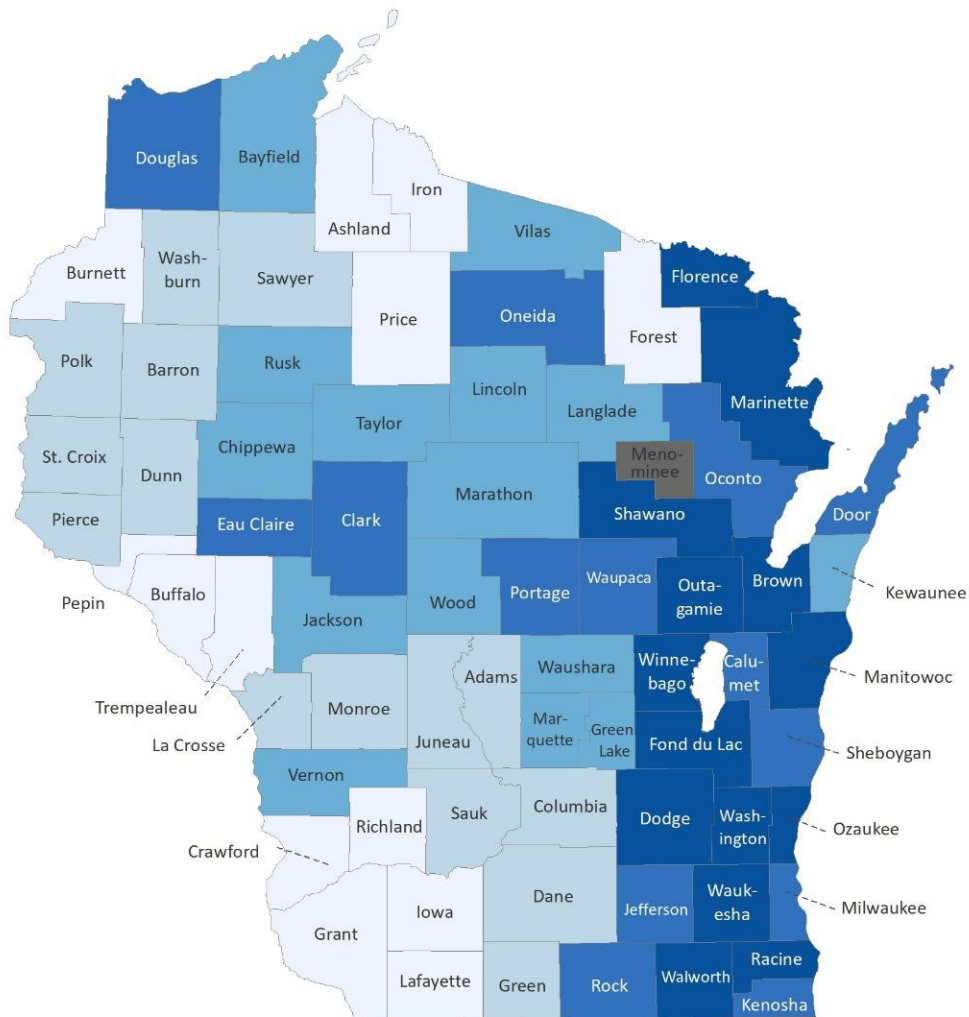 Douglas
Bayfield
Iron
Ashland
Vilas
Florence
Burnett
Wash-
burn
Sawyer
Price
Oneida
Forest
Polk
Barron
Rusk
Lincoln
Langlade
Marinette
Taylor
Chippewa
St. Croix
Dunn
Meno-
minee
Oconto
Marathon
Pierce
Eau Claire
Clark
Shawano
Door
Pepin
Buffalo
Jackson
Wood
Portage
Waupaca
Outa-
gamie
Brown
Kewaunee
Trempealeau
Adams
Waushara
Winne-
bago
Calu-
met
Manitowoc
La Crosse
Monroe
Juneau
Mar-
quette
Green
Lake
Fond du Lac
Sheboygan
Vernon
Richland
Sauk
Columbia
Dodge
Wash-
ington
Ozaukee
Crawford
Dane
Jefferson
Wauk-
esha
Milwaukee
Grant
Iowa
Lafayette
Green
Rock
Walworth
Racine
Kenosha